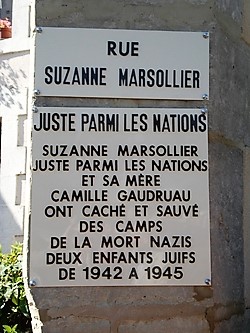 RUE
SUZANNE MARSOLLIER
JUSTE PARMI LES NATIONS
SUZANNE MARSOLLIER
JUSTE PARMI LES NATIONS
ET SA MÈRE
CAMILLE GAUDRUAU
ONT CACHÉ ET SAUVÉ
DES CAMPS
DE LA MORT NAZIS
DEUX ENFANTS JUIFS
DE 1942 A 1945